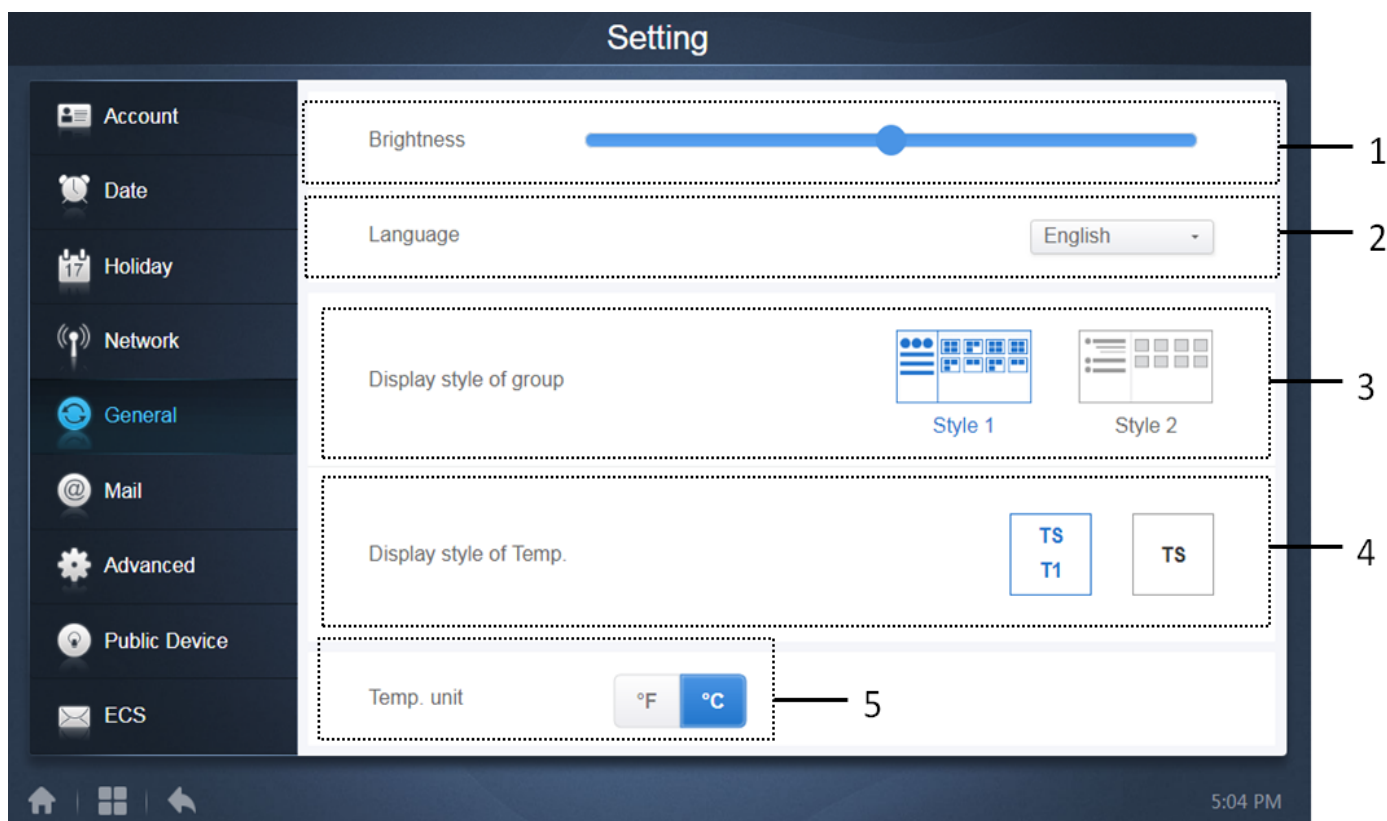 Setting
Account
Date
Holiday
17
Network
General
Mail
@
Advanced
Public Device
ECS
Brightness
1
Language
English
2
Display style of group
Style 1
Style 2
3
Display style of Temp.
TS
T1
TS
4
Temp. unit
°F
°C
5
5:04 PM